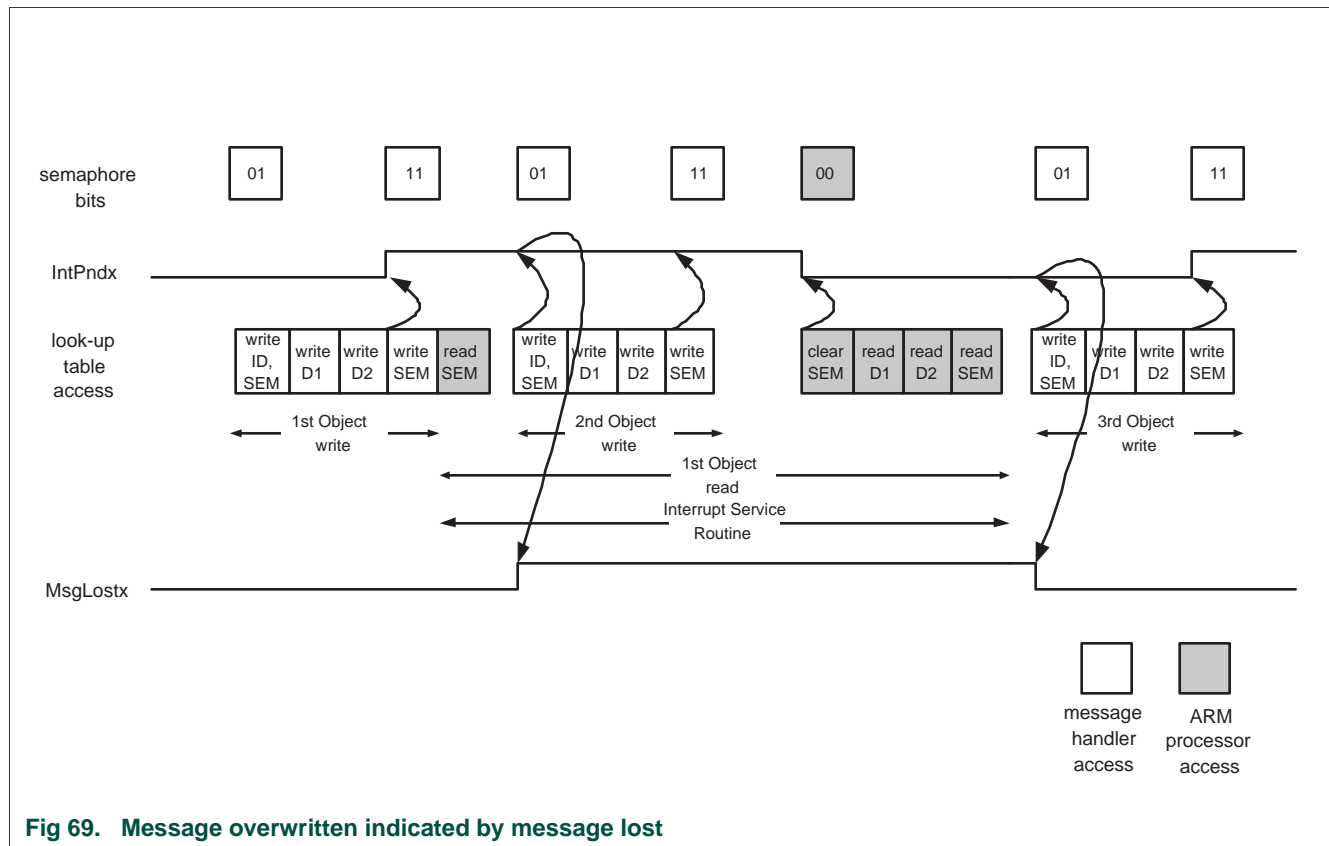 semaphore
bits
01
11
01
11
00
01
11
IntPndx
look-up
table
access
write
ID,
SEM
write
D1
write
D2
write
SEM
read
SEM
write
ID,
SEM
write
D1
write
D2
write
SEM
clear
SEM
read
D1
read
D2
read
SEM
write
ID,
SEM
write
D1
write
D2
write
SEM
1st Object
write
2nd Object
write
3rd Object
write
1st Object
read
Interrupt Service
Routine
MsgLostx
message
handler
access
ARM
processor
access
Fig 69. Message overwritten indicated by message lost